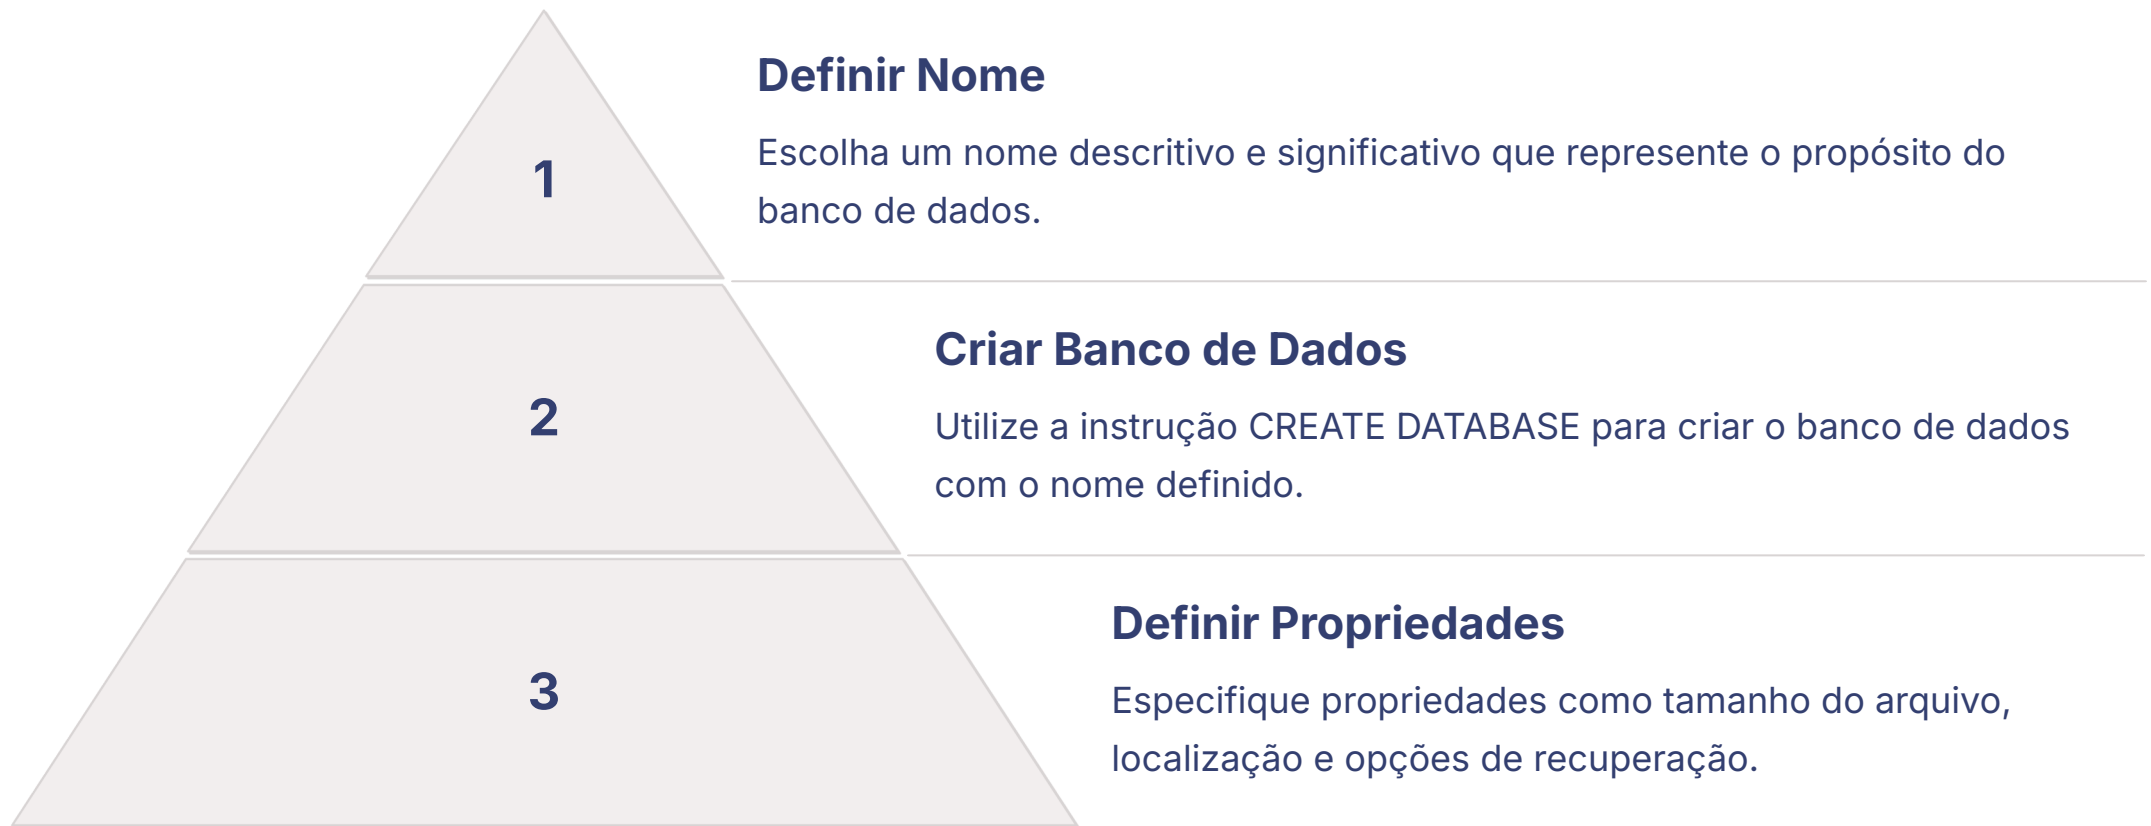 1
Definir Nome
Escolha um nome descritivo e significativo que represente o propósito do
banco de dados.
2
Criar Banco de Dados
Utilize a instrução CREATE DATABASE para criar o banco de dados
com o nome definido.
3
Definir Propriedades
Especifique propriedades como tamanho do arquivo,
localização e opções de recuperação.